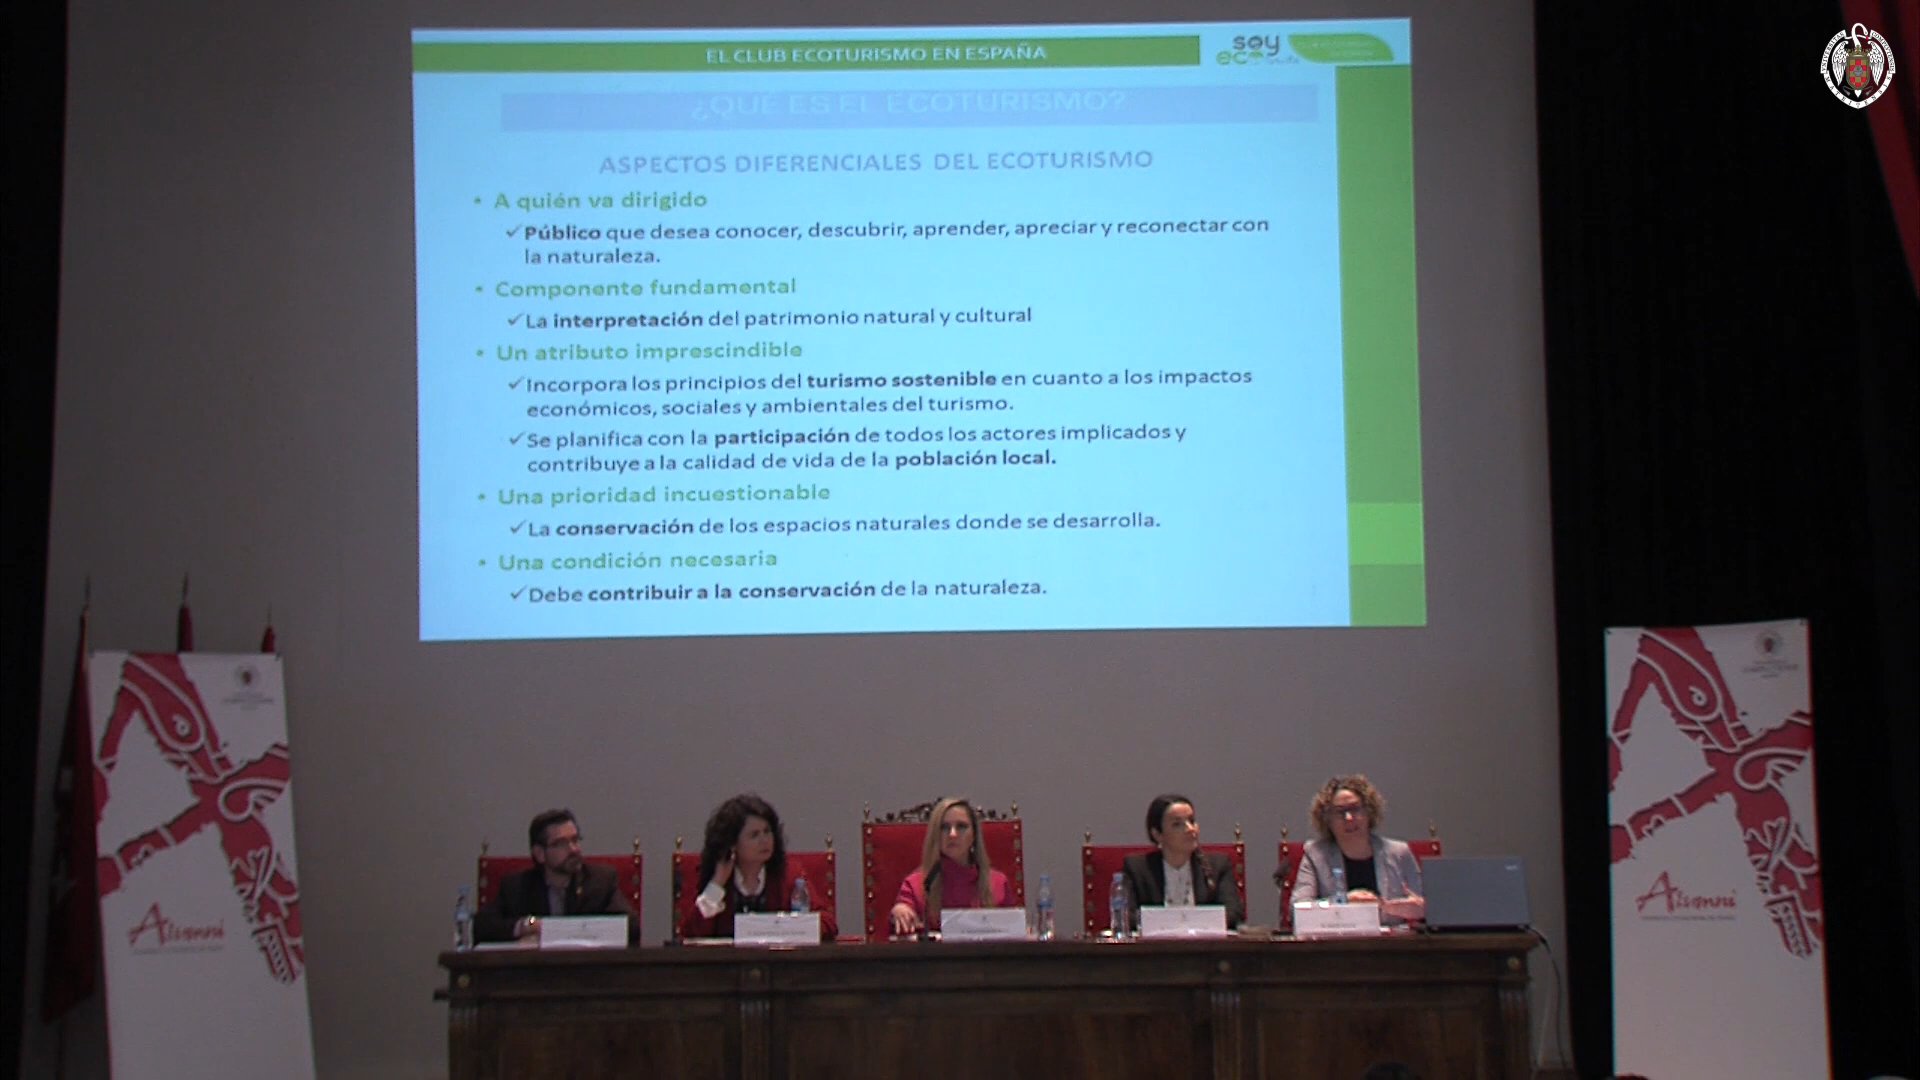 EL CLUB ECOTURISMO EN ESPAÑA
soy
eco
¿QUÉ ES EL ECOTURISMO?
ASPECTOS DIFERENCIALES DEL ECOTURISMO
• A quién va dirigido
✓Público que desea conocer, descubrir, aprender, apreciar y reconectar con
la naturaleza.
• Componente fundamental
✓La interpretación del patrimonio natural y cultural
• Un atributo imprescindible
✓Incorpora los principios del turismo sostenible en cuanto a los impactos
económicos, sociales y ambientales del turismo.
✓Se planifica con la participación de todos los actores implicados y
contribuye a la calidad de vida de la población local.
• Una prioridad incuestionable
✓La conservación de los espacios naturales donde se desarrolla.
• Una condición necesaria
✓Debe contribuir a la conservación de la naturaleza.